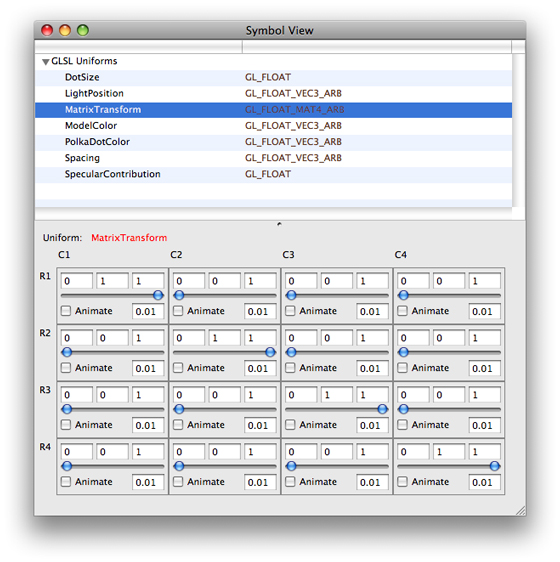 Symbol View
GLSL Uniforms
DotSize GL_FLOAT
LightPosition GL_FLOAT_VEC3_ARB
MatrixTransform GL_FLOAT_MAT4_ARB
ModelColor GL_FLOAT_VEC3_ARB
PolkaDotColor GL_FLOAT_VEC3_ARB
Spacing GL_FLOAT_VEC3_ARB
SpecularContribution GL_FLOAT
Uniform: MatrixTransform
C1 C2 C3 C4
R1 0 1 1 0 0 1 0 0 1 0 0 1
Animate 0.01 Animate 0.01 Animate 0.01 Animate 0.01
R2 0 0 1 0 1 1 0 0 1 0 0 1
Animate 0.01 Animate 0.01 Animate 0.01 Animate 0.01
R3 0 0 1 0 0 1 0 1 1 0 0 1
Animate 0.01 Animate 0.01 Animate 0.01 Animate 0.01
R4 0 0 1 0 0 1 0 0 1 0 1 1
Animate 0.01 Animate 0.01 Animate 0.01 Animate 0.01